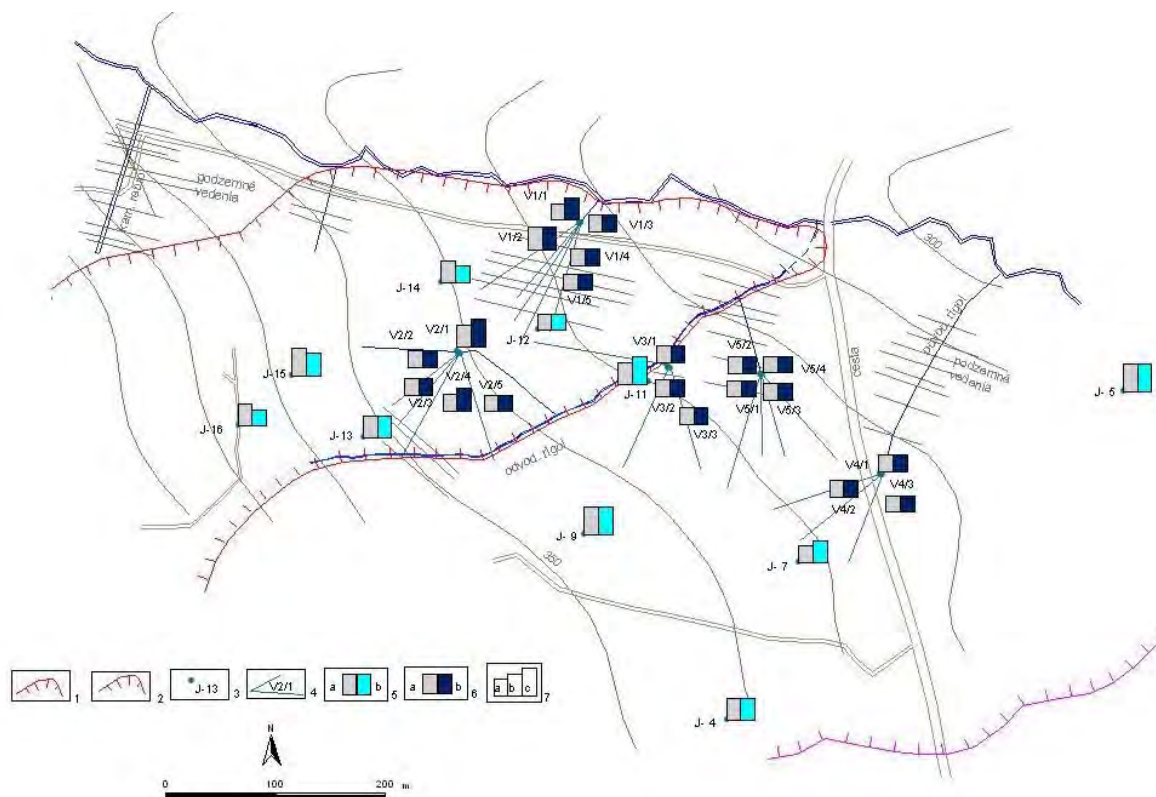 kam. rebro
podzemné
vedenia
V1/1
V1/3
V1/2
V1/4
V1/5
300
J-14
J-12
V2/1
V2/2
V2/4
V2/5
V2/3
V3/1
J-11
V3/2
V3/3
V5/2
V5/4
V5/1
V5/3
cesta
odvod. rigol
podzemné
vedenia
J- 5
J-15
J-16
J-13
odvod. rigol
V4/1
V4/3
V4/2
J- 9
350
J- 7
J- 4
1
2
J-13 3
V2/1 4
a b 5
a b 6
a b c 7
N
0 100 200 m